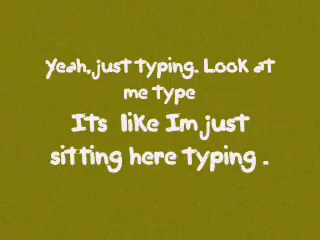 Yeah, just typing. Look at
me type
Its like Im just
sitting here typing .